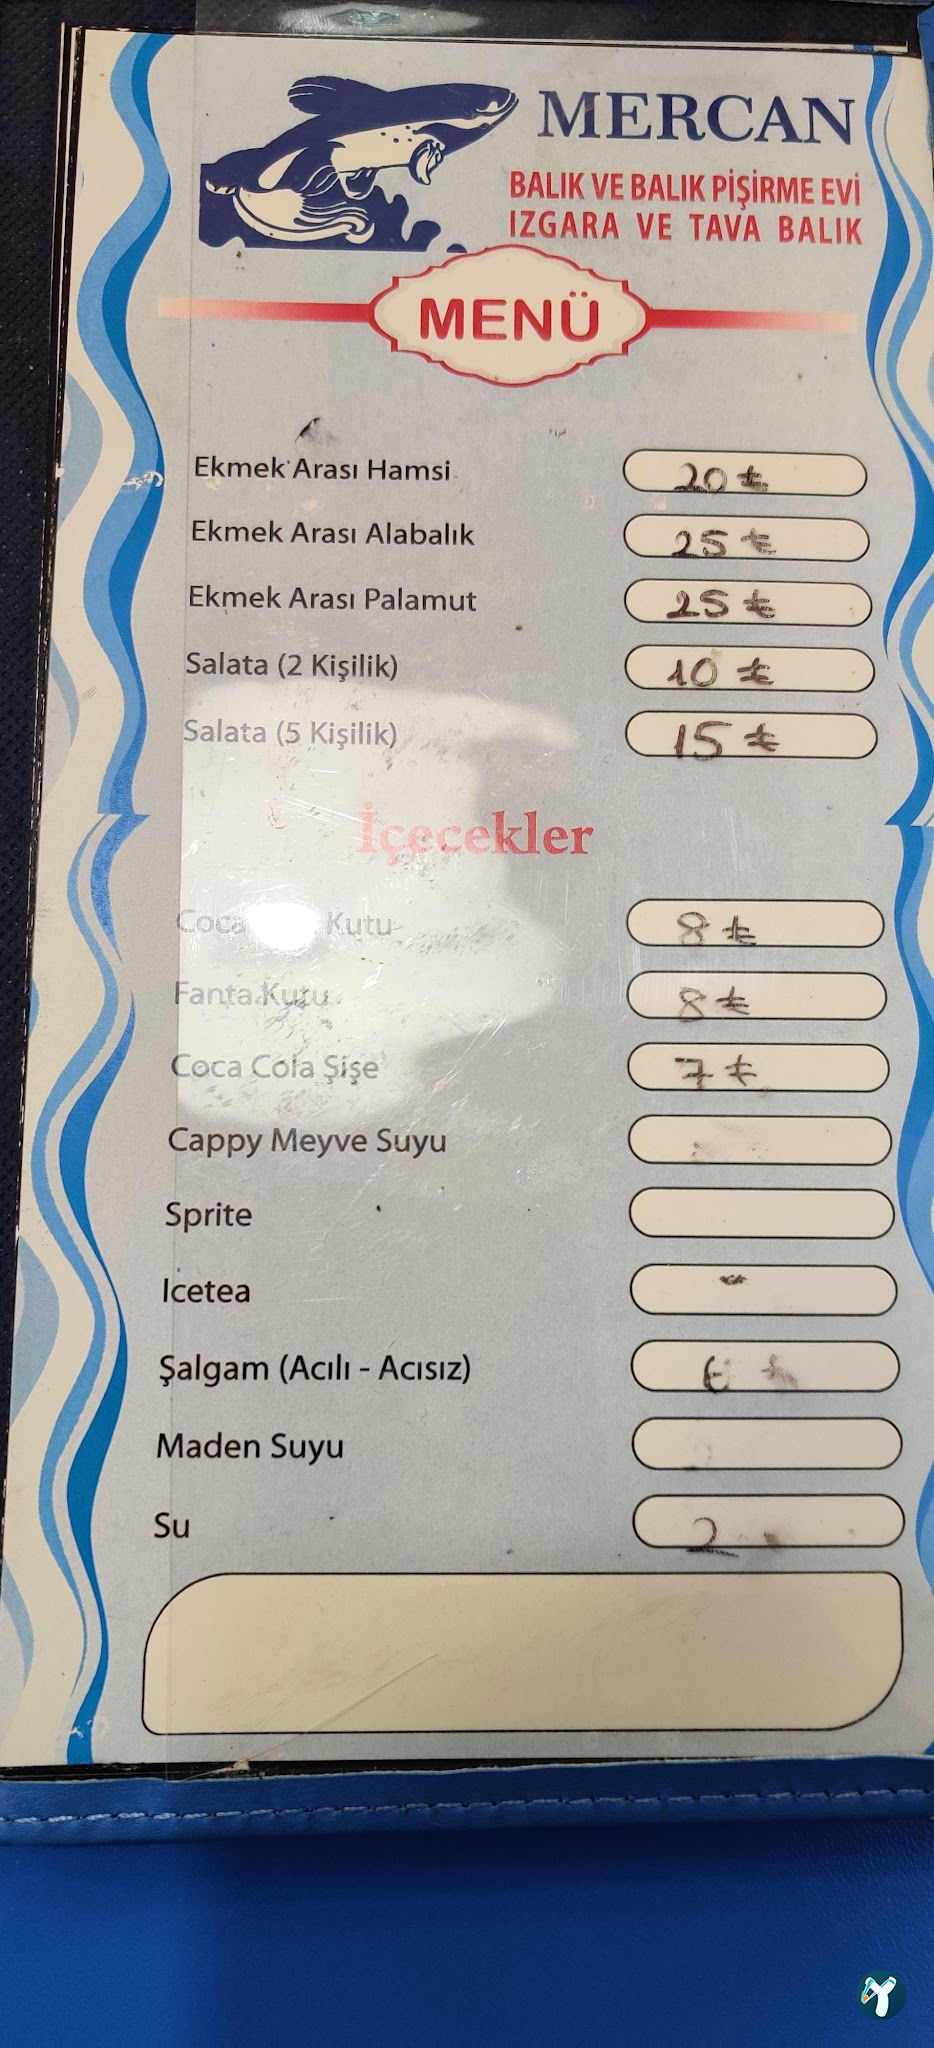 MERCAN
BALIK VE BALIK PİŞİRME EVİ
IZGARA VE TAVA BALIK
MENÜ
Ekmek Arası Hamsi 20 ₺
Ekmek Arası Alabalık 25 ₺
Ekmek Arası Palamut 25 ₺
Salata (2 Kişilik) 10 ₺
Salata (5 Kişilik) 15 ₺
İçecekler
Coca Kutu 8 ₺
Fanta Kutu 8 ₺
Coca Cola Şişe 7 ₺
Cappy Meyve Suyu
Sprite
Icetea
Şalgam (Acılı - Acısız)
Maden Suyu
Su 2